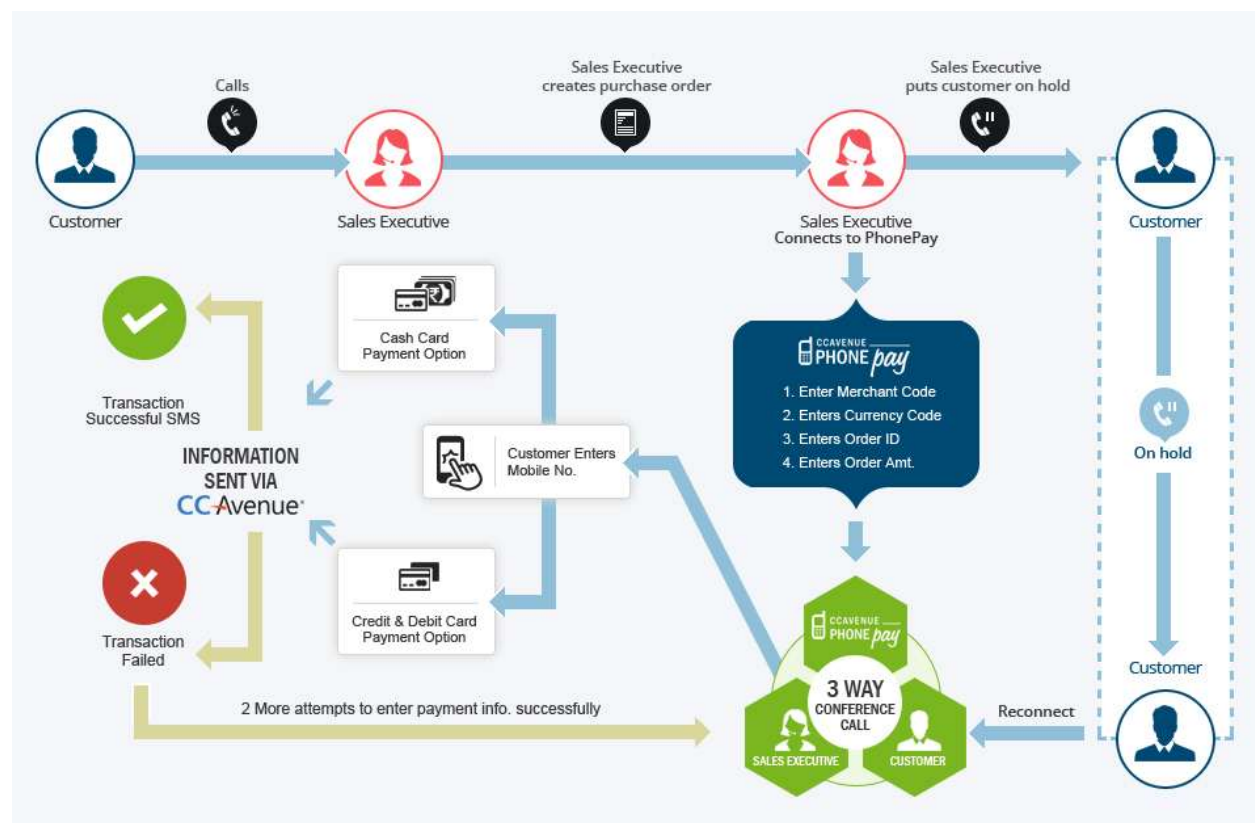 Calls
Sales Executive
creates purchase order
Sales Executive
puts customer on hold
Customer
Sales Executive
Sales Executive
Connects to PhonePay
Customer
CCAVENUE
PHONE pay
1. Enter Merchant Code
2. Enters Currency Code
3. Enters Order ID
4. Enters Order Amt.
On hold
Customer
Reconnect
CCAVENUE
PHONE pay
3 WAY
CONFERENCE
CALL
SALES EXECUTIVE
CUSTOMER
Customer Enters
Mobile No.
Cash Card
Payment Option
Credit & Debit Card
Payment Option
INFORMATION
SENT VIA
CCAvenue®
Transaction
Successful SMS
Transaction
Failed
2 More attempts to enter payment info. successfully